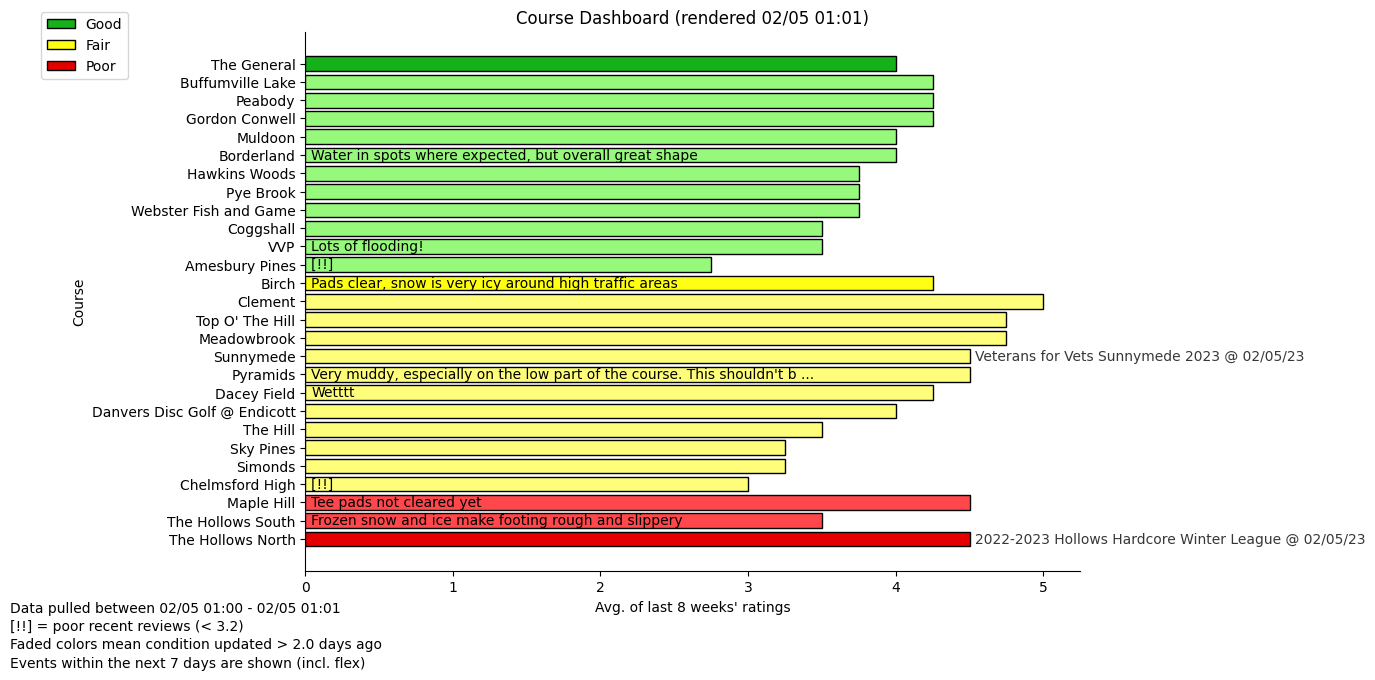 Course Dashboard (rendered 02/05 01:01)
Good
Fair
Poor
Course
The General
Buffumville Lake
Peabody
Gordon Conwell
Muldoon
Borderland Water in spots where expected, but overall great shape
Hawkins Woods
Pye Brook
Webster Fish and Game
Coggshall
VVP Lots of flooding!
Amesbury Pines [!!]
Birch Pads clear, snow is very icy around high traffic areas
Clement
Top O' The Hill
Meadowbrook
Sunnymede Veterans for Vets Sunnymede 2023 @ 02/05/23
Pyramids Very muddy, especially on the low part of the course. This shouldn't b ...
Dacey Field Wetttt
Danvers Disc Golf @ Endicott
The Hill
Sky Pines
Simonds
Chelmsford High [!!]
Maple Hill Tee pads not cleared yet
The Hollows South Frozen snow and ice make footing rough and slippery
The Hollows North 2022-2023 Hollows Hardcore Winter League @ 02/05/23
0 1 2 3 4 5
Avg. of last 8 weeks' ratings
Data pulled between 02/05 01:00 - 02/05 01:01
[!!] = poor recent reviews (< 3.2)
Faded colors mean condition updated > 2.0 days ago
Events within the next 7 days are shown (incl. flex)